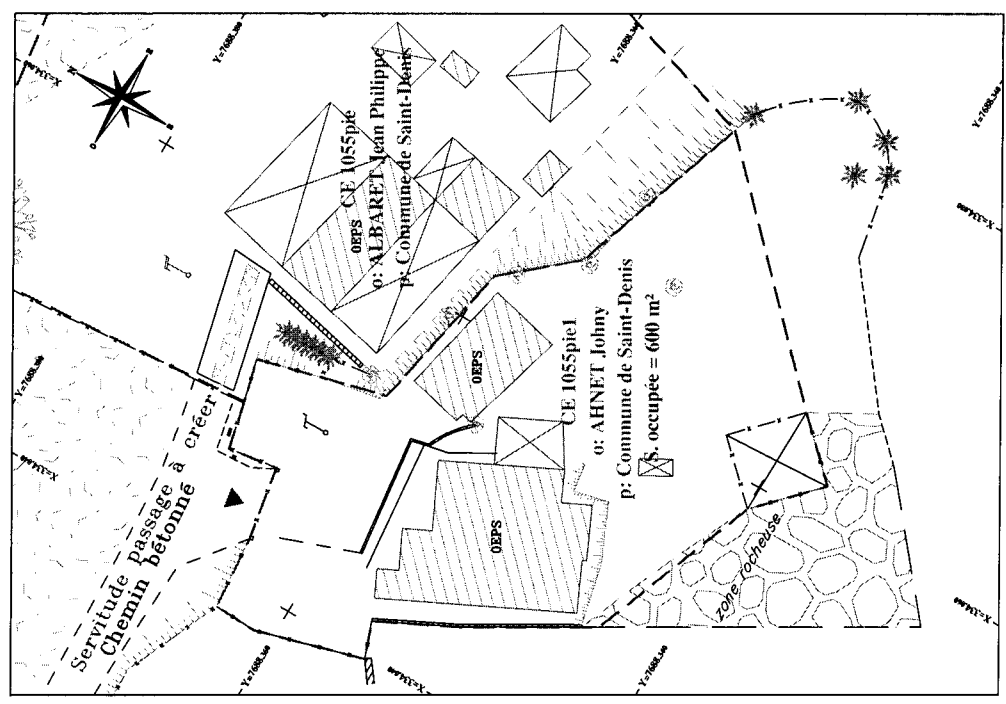 CE 1055pie
o: ALBARET Jean Philippe
p: Commune de Saint-Denis
0EPS
CE 1055pie1
o: AHNET Johny
p: Commune de Saint-Denis
S. occupée = 600 m²
0EPS
0EPS
Servitude passage à créer
Chemin bétonné
zone rocheuse